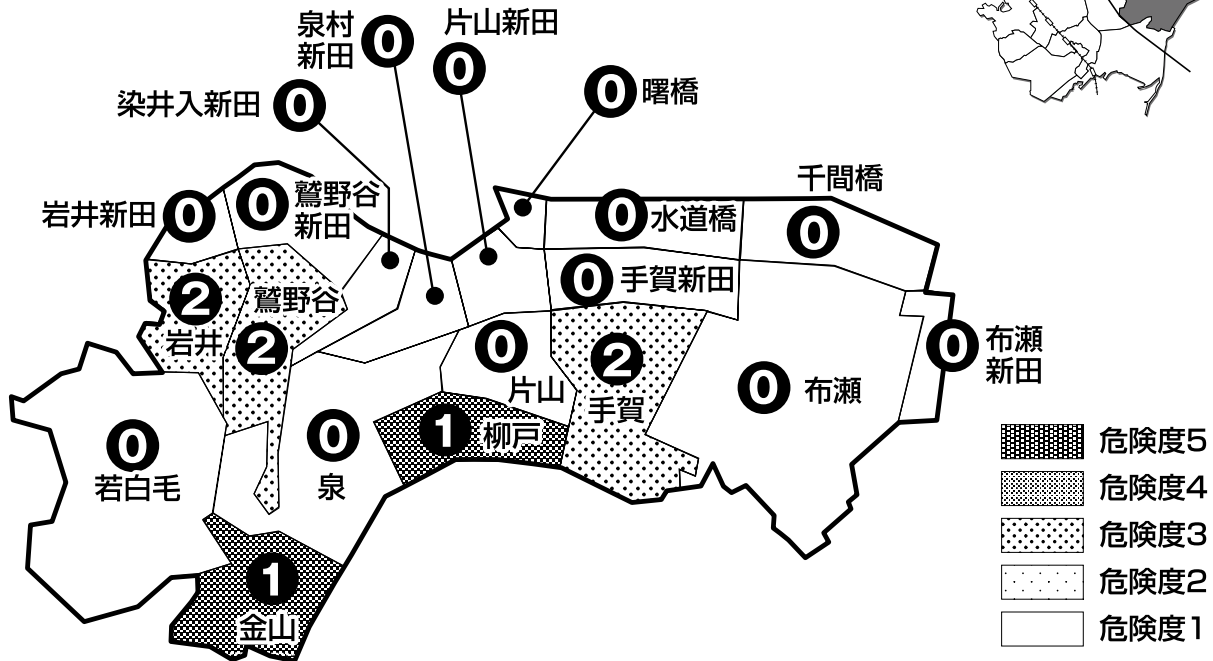 泉村
新田
0
片山新田
0
染井入新田
0
0
曙橋
岩井新田
0
0
鷲野谷
新田
0
水道橋
千間橋
0
2
岩井
鷲野谷
2
0
手賀新田
0
片山
2
手賀
0
布瀬
0
布瀬
新田
0
若白毛
0
泉
1
柳戸
1
金山
危険度5
危険度4
危険度3
危険度2
危険度1